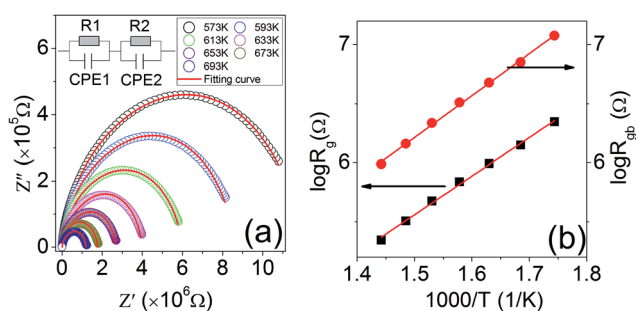 R1 R2
CPE1 CPE2
573K 593K
613K 633K
653K 673K
693K
Fitting curve
6
4
2
0
Z″ (×10⁵Ω)
0 2 4 6 8 10
Z′ (×10⁶Ω)
(a)
7
6
logRg(Ω)
7
6
logRgb(Ω)
1.4 1.5 1.6 1.7 1.8
1000/T (1/K)
(b)